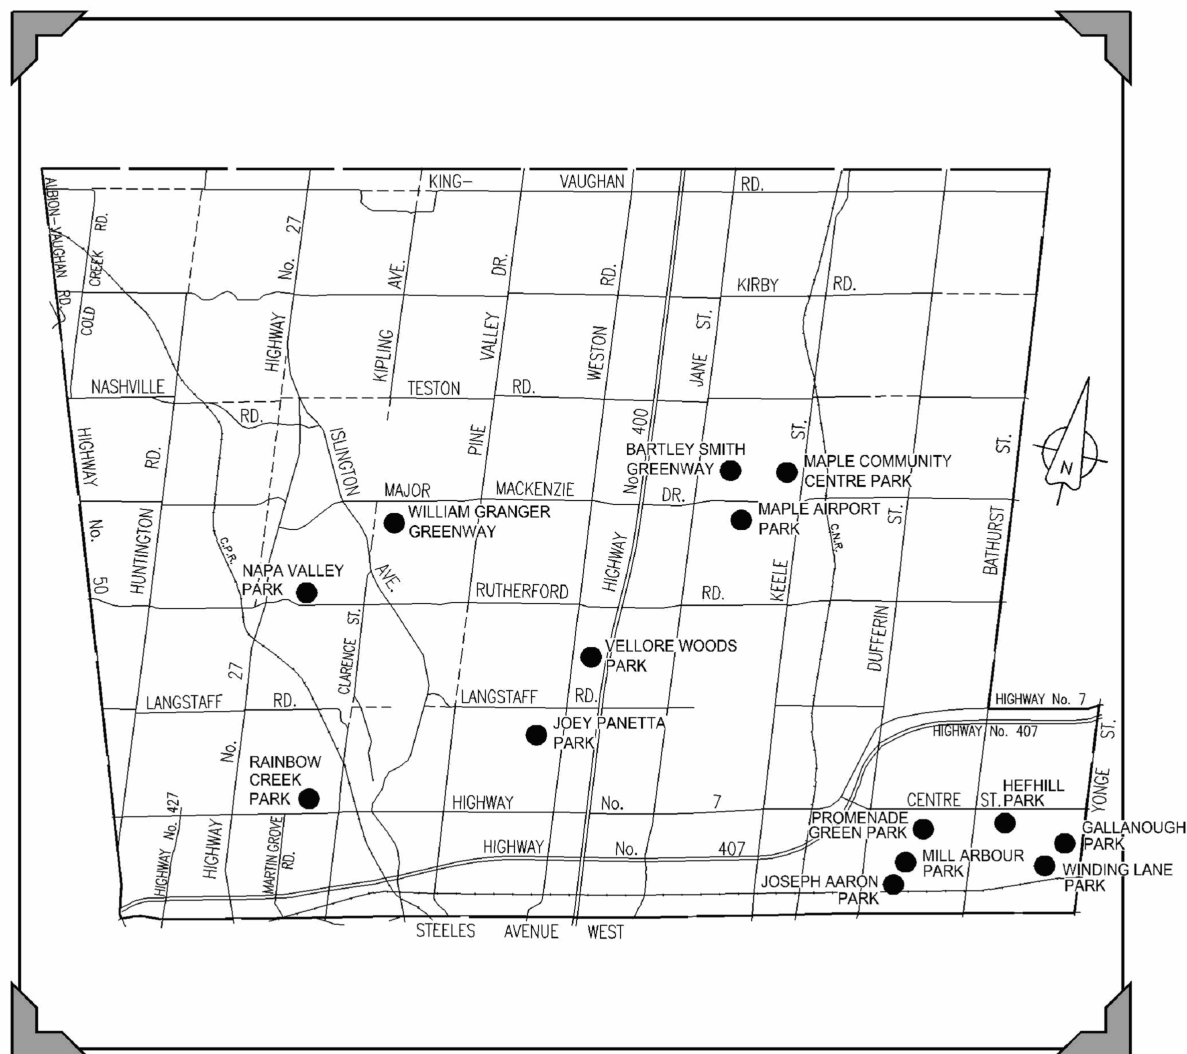 KING–
VAUGHAN
RD.
ALBION–VAUGHAN RD.
COLD CREEK RD.
HIGHWAY No. 27
KIPLING AVE.
PINE VALLEY DR.
WESTON RD.
JANE ST.
KIRBY
RD.
NASHVILLE
RD.
TESTON
RD.
HIGHWAY No. 50
HUNTINGTON RD.
ISLINGTON
AVE.
HIGHWAY No. 400
KEELE ST.
DUFFERIN ST.
BATHURST ST.
N
BARTLEY SMITH
GREENWAY
MAPLE COMMUNITY
CENTRE PARK
MAJOR
MACKENZIE
DR.
WILLIAM GRANGER
GREENWAY
MAPLE AIRPORT
PARK
C.P.R.
C.N.R.
NAPA VALLEY
PARK
RUTHERFORD
RD.
CLARENCE ST.
VELLORE WOODS
PARK
LANGSTAFF
RD.
LANGSTAFF
RD.
HIGHWAY No. 7
HIGHWAY No. 407
YONGE ST.
JOEY PANETTA
PARK
HIGHWAY No. 27
RAINBOW
CREEK
PARK
HIGHWAY No. 427
MARTIN GROVE
RD.
HIGHWAY
No.
7
CENTRE ST.
HEFHILL
PARK
PROMENADE
GREEN PARK
GALLANOUGH
PARK
HIGHWAY
No.
407
MILL ARBOUR
PARK
WINDING LANE
PARK
JOSEPH AARON
PARK
STEELES
AVENUE
WEST